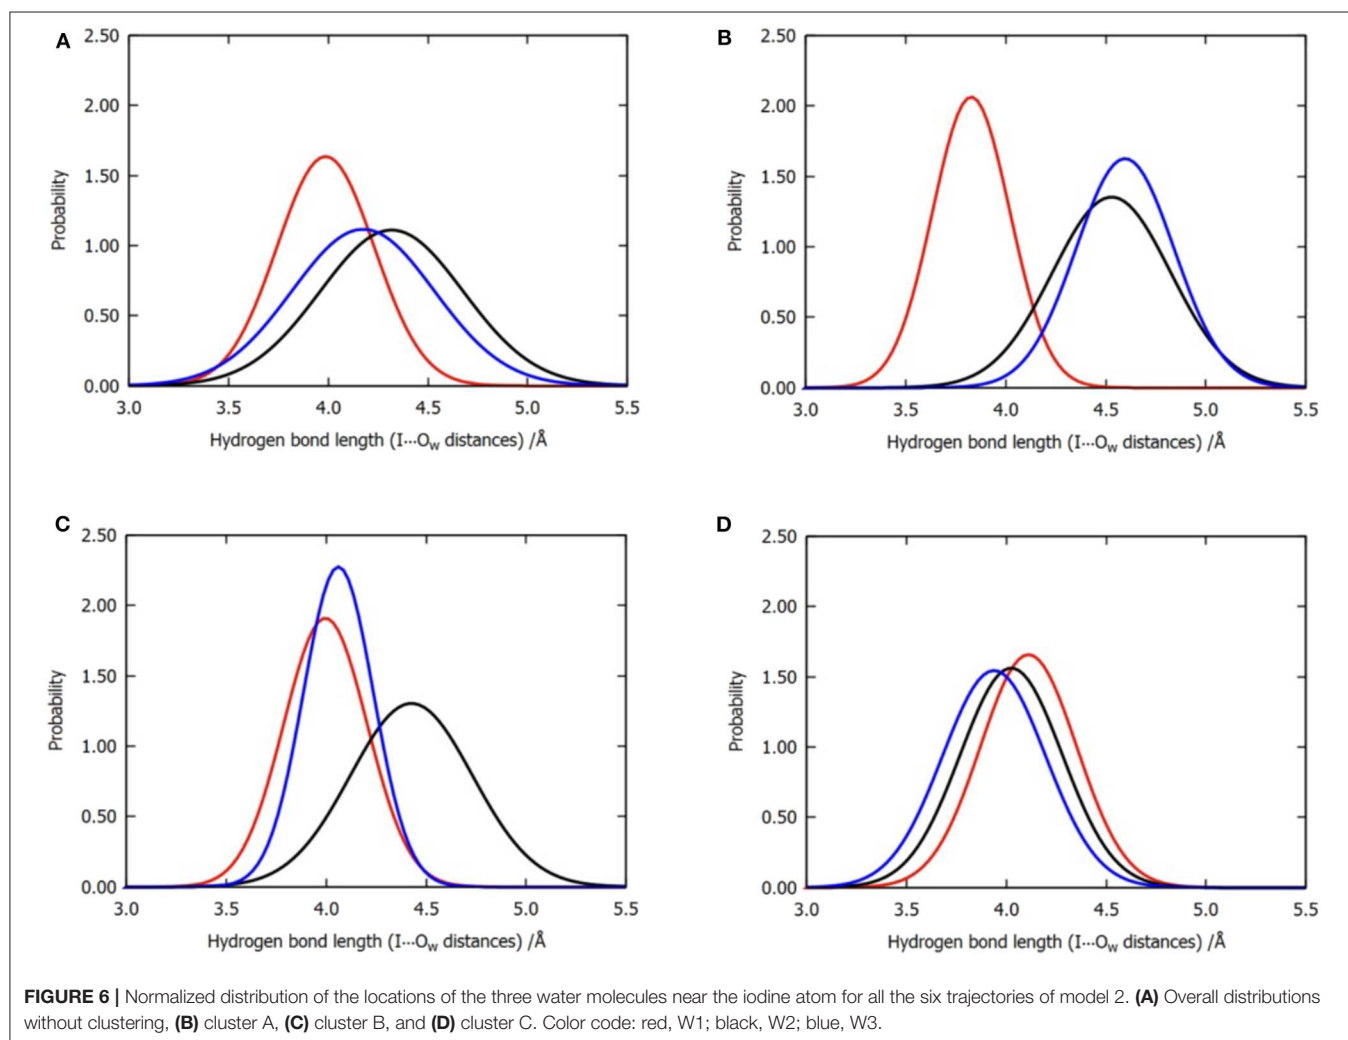 A
2.50
2.00
1.50
1.00
0.50
0.00
Probability
3.0 3.5 4.0 4.5 5.0 5.5
Hydrogen bond length (I···Ow distances) /Å
B
2.50
2.00
1.50
1.00
0.50
0.00
Probability
3.0 3.5 4.0 4.5 5.0 5.5
Hydrogen bond length (I···Ow distances) /Å
C
2.50
2.00
1.50
1.00
0.50
0.00
Probability
3.0 3.5 4.0 4.5 5.0 5.5
Hydrogen bond length (I···Ow distances) /Å
D
2.50
2.00
1.50
1.00
0.50
0.00
Probability
3.0 3.5 4.0 4.5 5.0 5.5
Hydrogen bond length (I···Ow distances) /Å
FIGURE 6 | Normalized distribution of the locations of the three water molecules near the iodine atom for all the six trajectories of model 2. (A) Overall distributions
without clustering, (B) cluster A, (C) cluster B, and (D) cluster C. Color code: red, W1; black, W2; blue, W3.